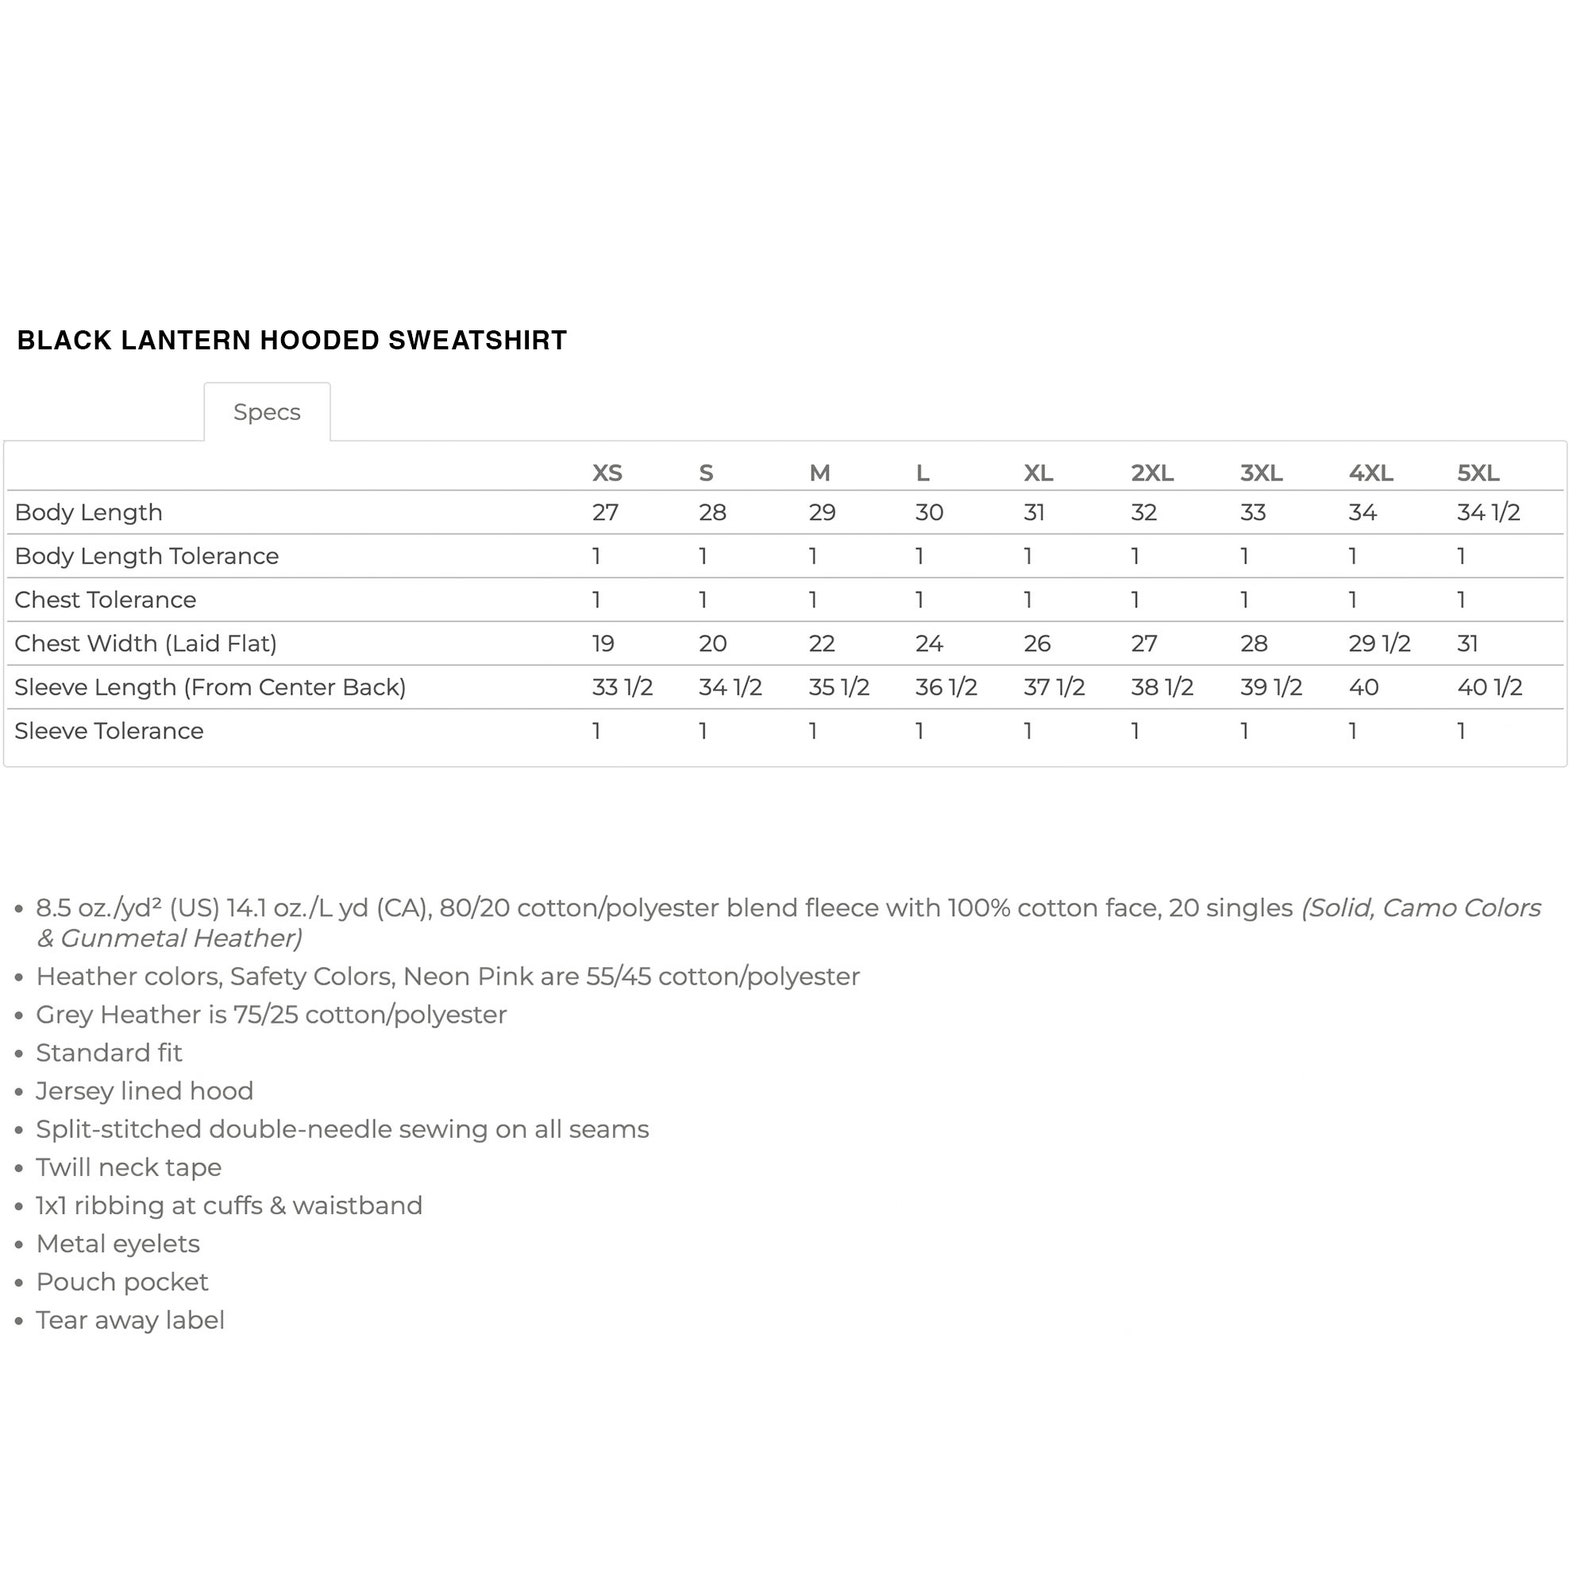 BLACK LANTERN HOODED SWEATSHIRT
Specs
XS S M L XL 2XL 3XL 4XL 5XL
Body Length 27 28 29 30 31 32 33 34 34 1/2
Body Length Tolerance 1 1 1 1 1 1 1 1 1
Chest Tolerance 1 1 1 1 1 1 1 1 1
Chest Width (Laid Flat) 19 20 22 24 26 27 28 29 1/2 31
Sleeve Length (From Center Back) 33 1/2 34 1/2 35 1/2 36 1/2 37 1/2 38 1/2 39 1/2 40 40 1/2
Sleeve Tolerance 1 1 1 1 1 1 1 1 1
• 8.5 oz./yd² (US) 14.1 oz./L yd (CA), 80/20 cotton/polyester blend fleece with 100% cotton face, 20 singles (Solid, Camo Colors
& Gunmetal Heather)
• Heather colors, Safety Colors, Neon Pink are 55/45 cotton/polyester
• Grey Heather is 75/25 cotton/polyester
• Standard fit
• Jersey lined hood
• Split-stitched double-needle sewing on all seams
• Twill neck tape
• 1x1 ribbing at cuffs & waistband
• Metal eyelets
• Pouch pocket
• Tear away label